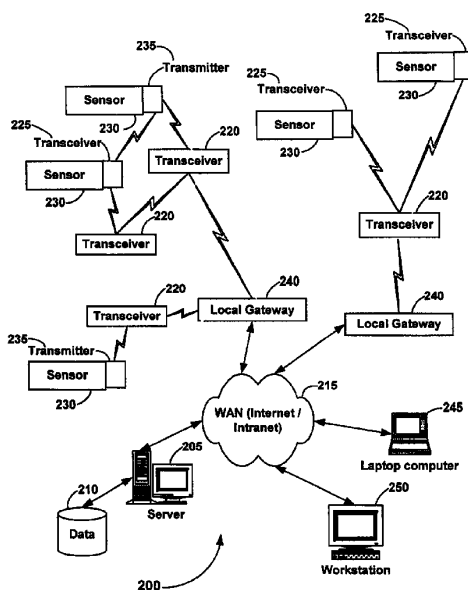 225
Transceiver
235
Transmitter
225
Transceiver
Sensor
230
Sensor
230
225
Transceiver
220
Transceiver
Sensor
230
Sensor
230
220
Transceiver
220
Transceiver
220
Transceiver
240
Local Gateway
240
Local Gateway
235
Transmitter
Sensor
230
WAN (Internet /
Intranet)
215
245
Laptop computer
205
Server
210
Data
250
Workstation
200